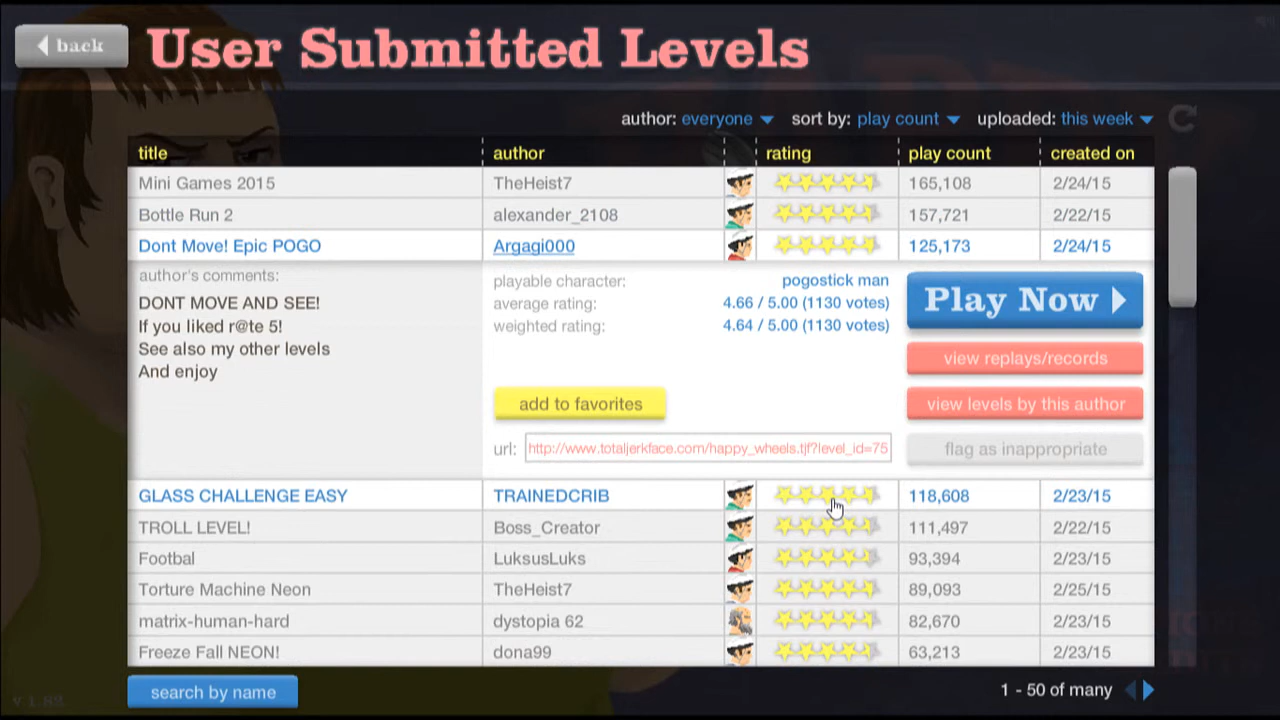 back
User Submitted Levels
author: everyone sort by: play count uploaded: this week
title author rating play count created on
Mini Games 2015 TheHeist7 165,108 2/24/15
Bottle Run 2 alexander_2108 157,721 2/22/15
Dont Move! Epic POGO Argagi000 125,173 2/24/15
author's comments:
DONT MOVE AND SEE!
If you liked r@te 5!
See also my other levels
And enjoy
playable character: pogostick man
average rating: 4.66 / 5.00 (1130 votes)
weighted rating: 4.64 / 5.00 (1130 votes)
add to favorites
url: http://www.totaljerkface.com/happy_wheels.tjf?level_id=75
Play Now
view replays/records
view levels by this author
flag as inappropriate
GLASS CHALLENGE EASY TRAINEDCRIB 118,608 2/23/15
TROLL LEVEL! Boss_Creator 111,497 2/22/15
Footbal LuksusLuks 93,394 2/23/15
Torture Machine Neon TheHeist7 89,093 2/25/15
matrix-human-hard dystopia 62 82,670 2/23/15
Freeze Fall NEON! dona99 63,213 2/23/15
search by name
1 - 50 of many
v 1.82